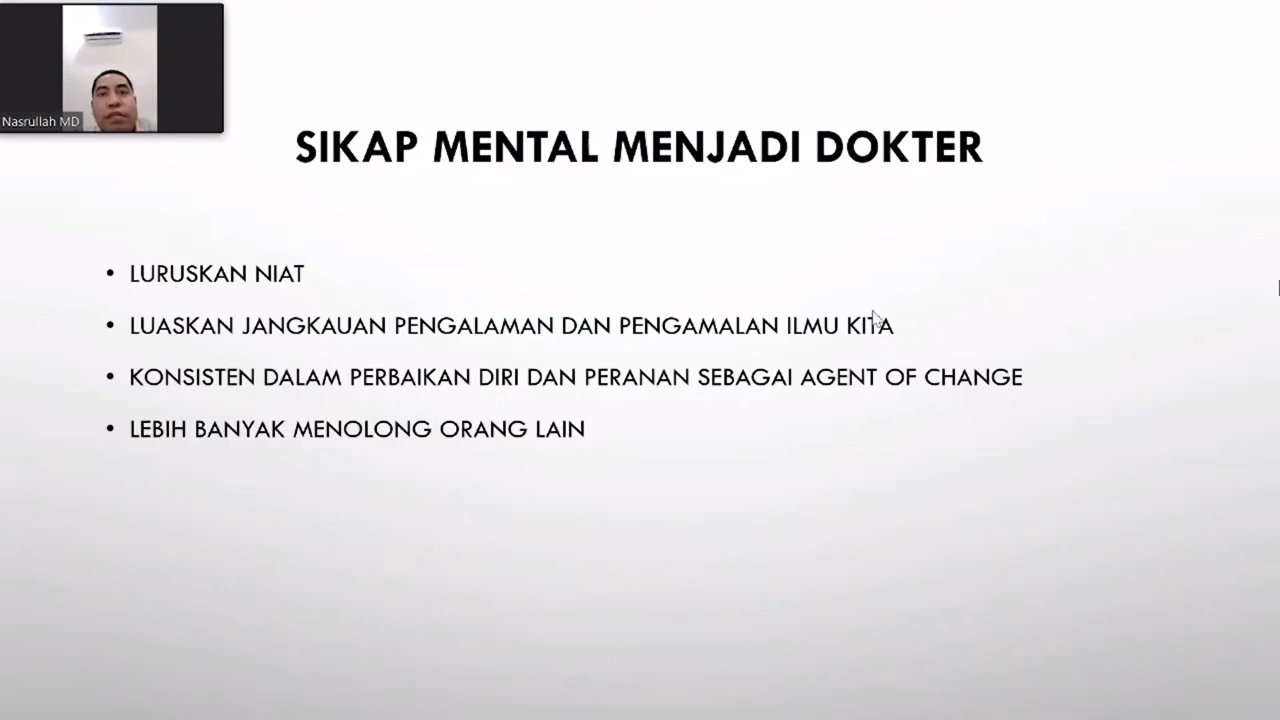 Nasrullah MD
SIKAP MENTAL MENJADI DOKTER
• LURUSKAN NIAT
• LUASKAN JANGKAUAN PENGALAMAN DAN PENGAMALAN ILMU KITA
• KONSISTEN DALAM PERBAIKAN DIRI DAN PERANAN SEBAGAI AGENT OF CHANGE
• LEBIH BANYAK MENOLONG ORANG LAIN